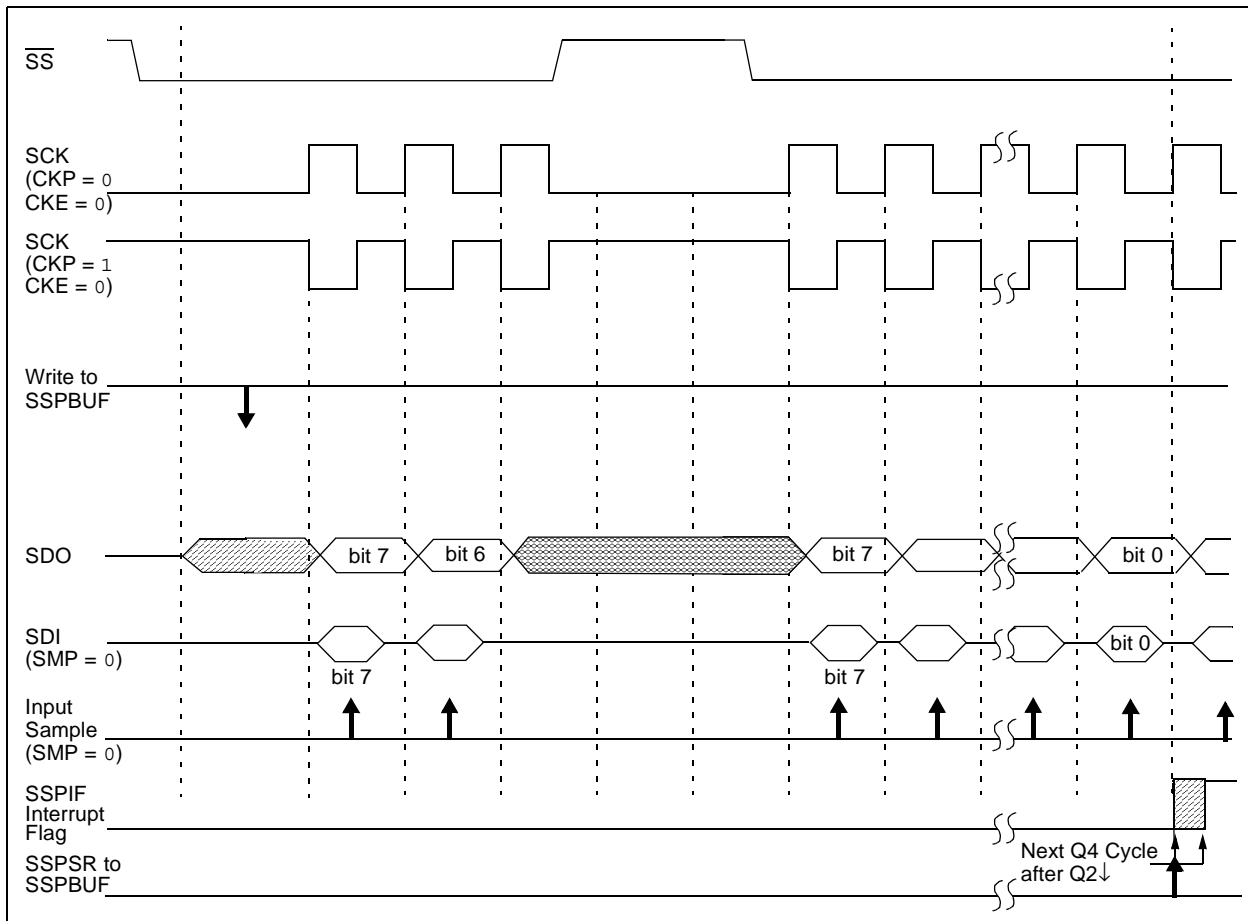 SS
SCK
(CKP = 0
CKE = 0)
SCK
(CKP = 1
CKE = 0)
Write to
SSPBUF
SDO
bit 7
bit 6
bit 7
bit 0
SDI
(SMP = 0)
bit 7
bit 7
bit 0
Input
Sample
(SMP = 0)
SSPIF
Interrupt
Flag
SSPSR to
SSPBUF
Next Q4 Cycle
after Q2↓